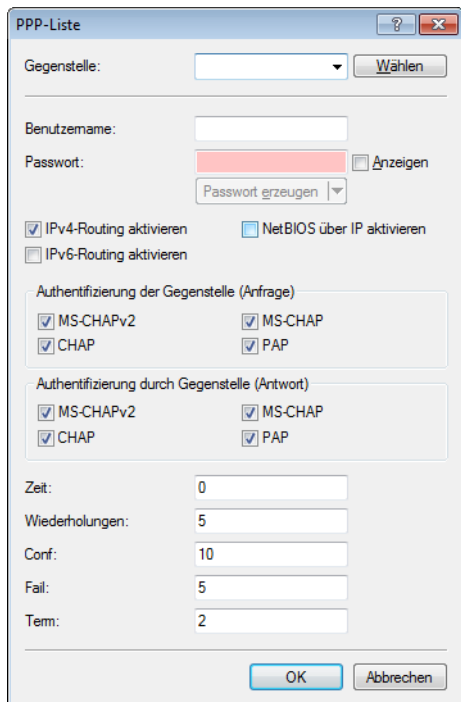 PPP-Liste
Gegenstelle:
Wählen
Benutzername:
Passwort:
Anzeigen
Passwort erzeugen
IPv4-Routing aktivieren
NetBIOS über IP aktivieren
IPv6-Routing aktivieren
Authentifizierung der Gegenstelle (Anfrage)
MS-CHAPv2
MS-CHAP
CHAP
PAP
Authentifizierung durch Gegenstelle (Antwort)
MS-CHAPv2
MS-CHAP
CHAP
PAP
Zeit: 0
Wiederholungen: 5
Conf: 10
Fail: 5
Term: 2
OK
Abbrechen